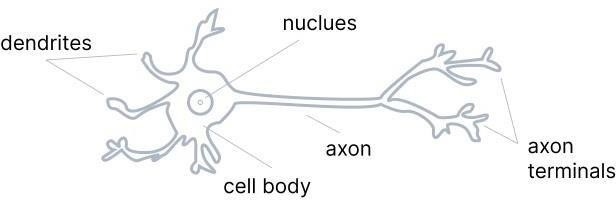 nuclues
dendrites
axon
axon
terminals
cell body